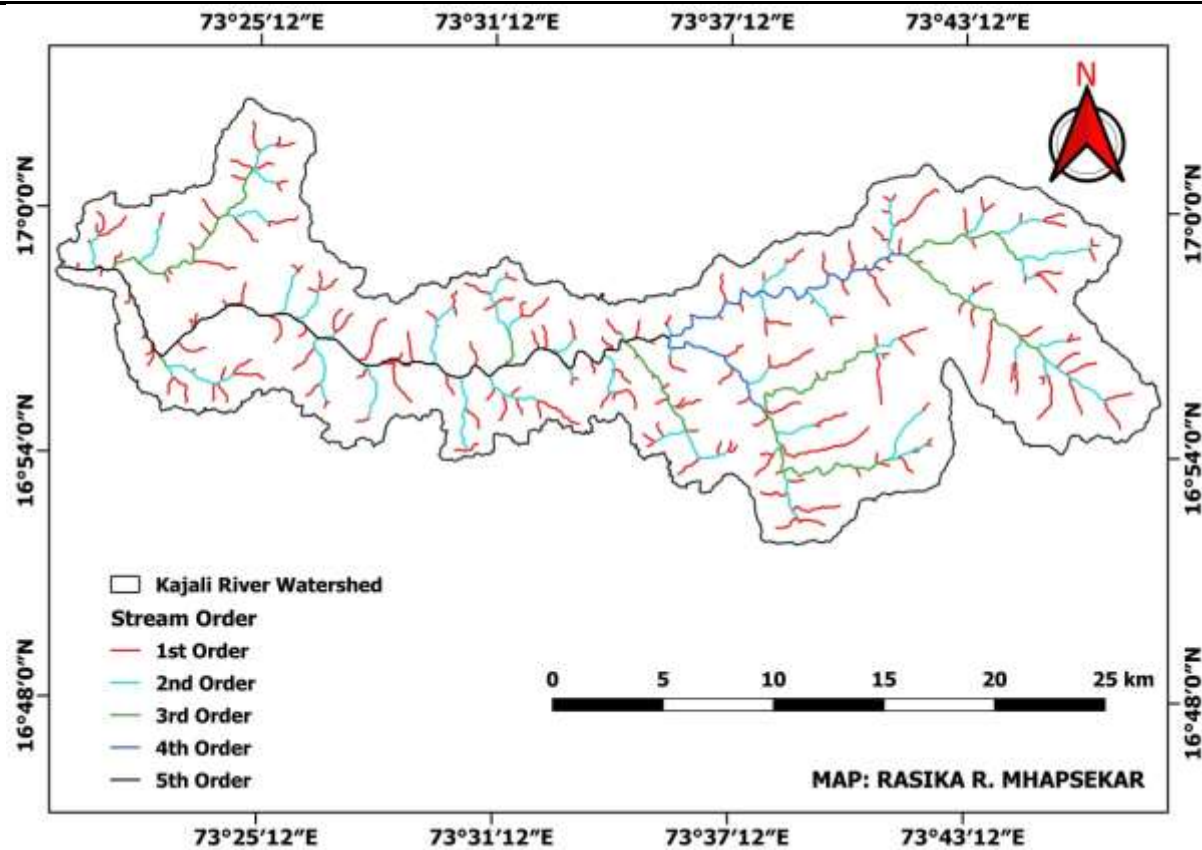 73°25′12″E 73°31′12″E 73°37′12″E 73°43′12″E
N
17°0′0″N
17°0′0″N
16°54′0″N
16°54′0″N
16°48′0″N
16°48′0″N
Kajali River Watershed
Stream Order
1st Order
2nd Order
3rd Order
4th Order
5th Order
0 5 10 15 20 25 km
MAP: RASIKA R. MHAPSEKAR
73°25′12″E 73°31′12″E 73°37′12″E 73°43′12″E